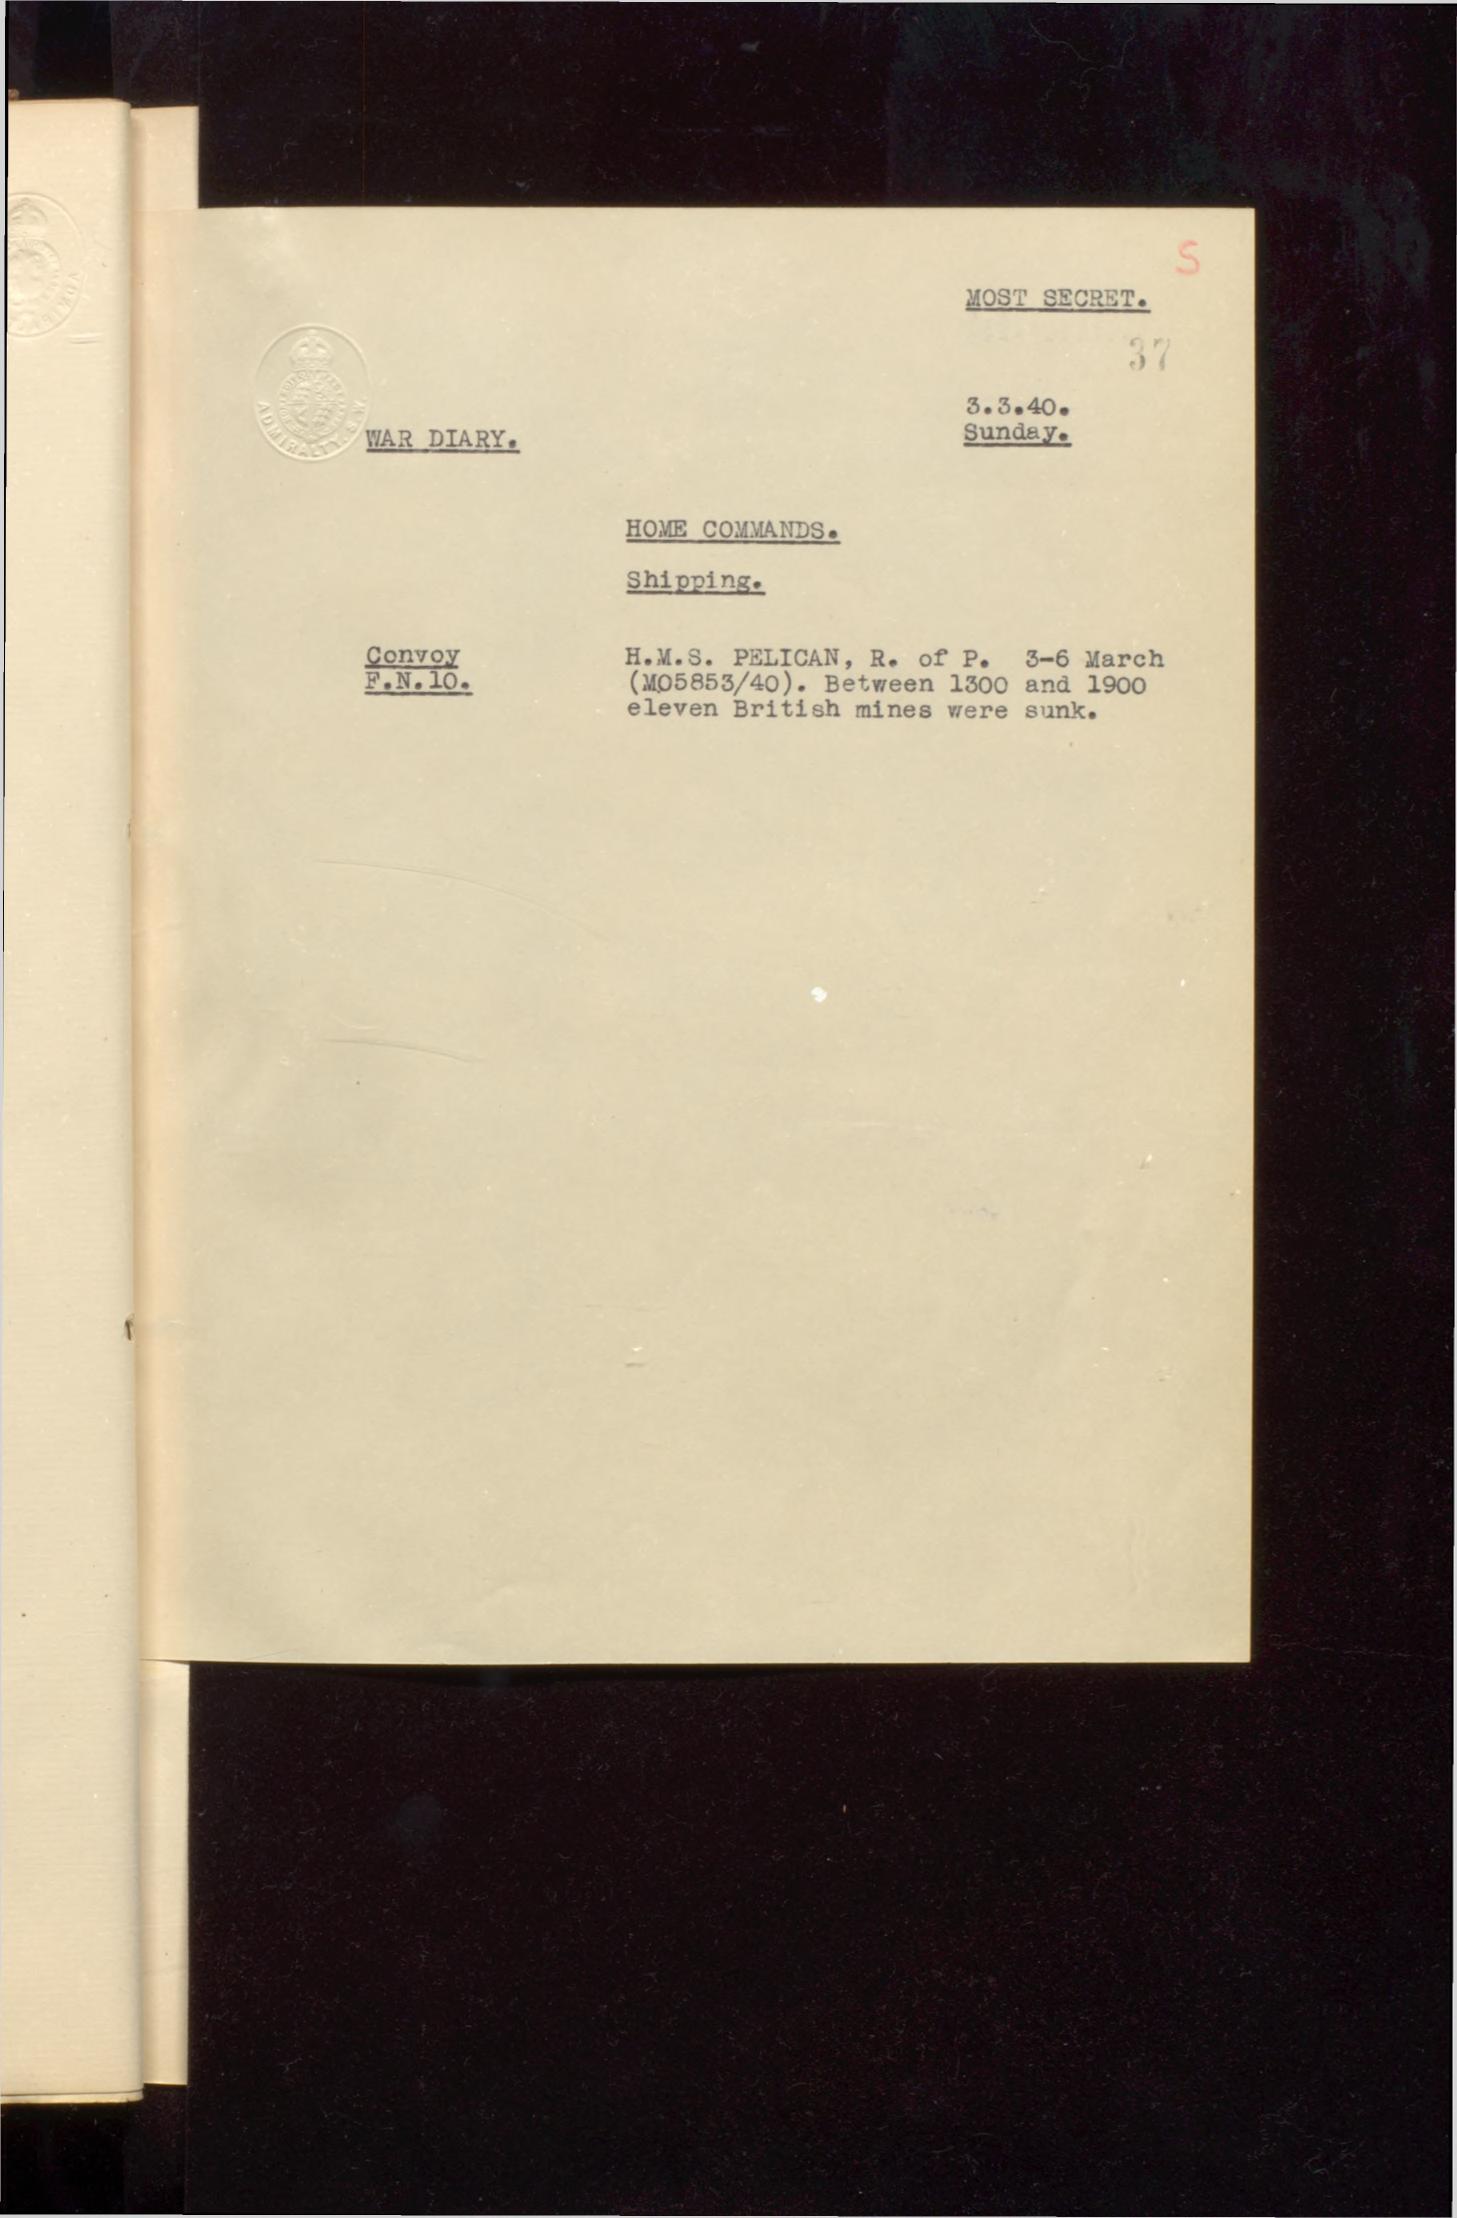 S
MOST SECRET.
37
3.3.40.
Sunday.
ADMIRALTY. S.W.
WAR DIARY.
HOME COMMANDS.
Shipping.
Convoy
F.N.10.
H.M.S. PELICAN, R. of P. 3-6 March
(MO5853/40). Between 1300 and 1900
eleven British mines were sunk.